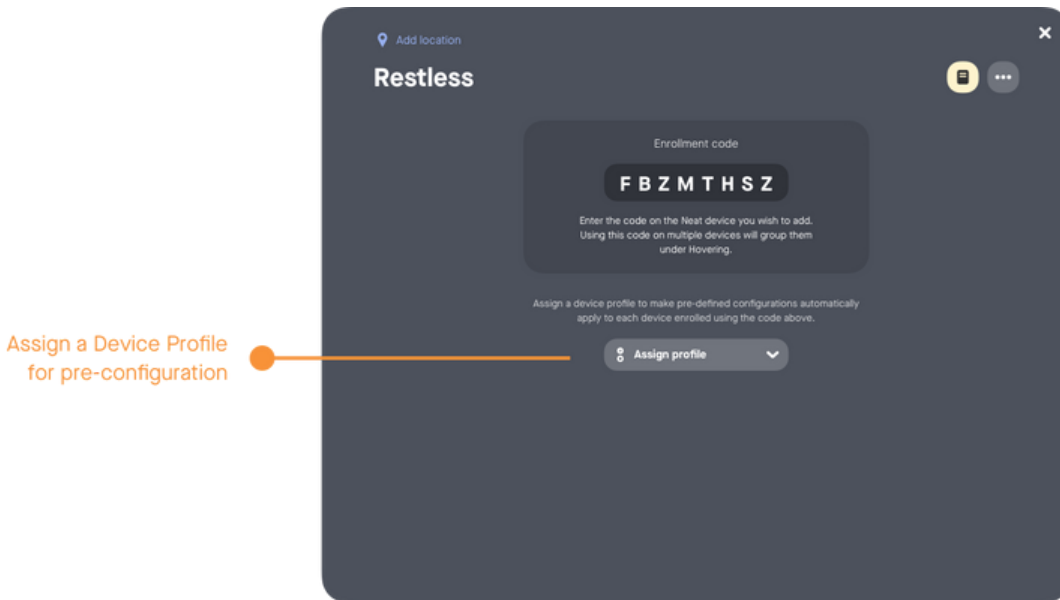 Add location
Restless
Enrollment code
FBZMTHSZ
Enter the code on the Neat device you wish to add.
Using this code on multiple devices will group them
under Hovering.
Assign a device profile to make pre-defined configurations automatically
apply to each device enrolled using the code above.
Assign a Device Profile
for pre-configuration
Assign profile